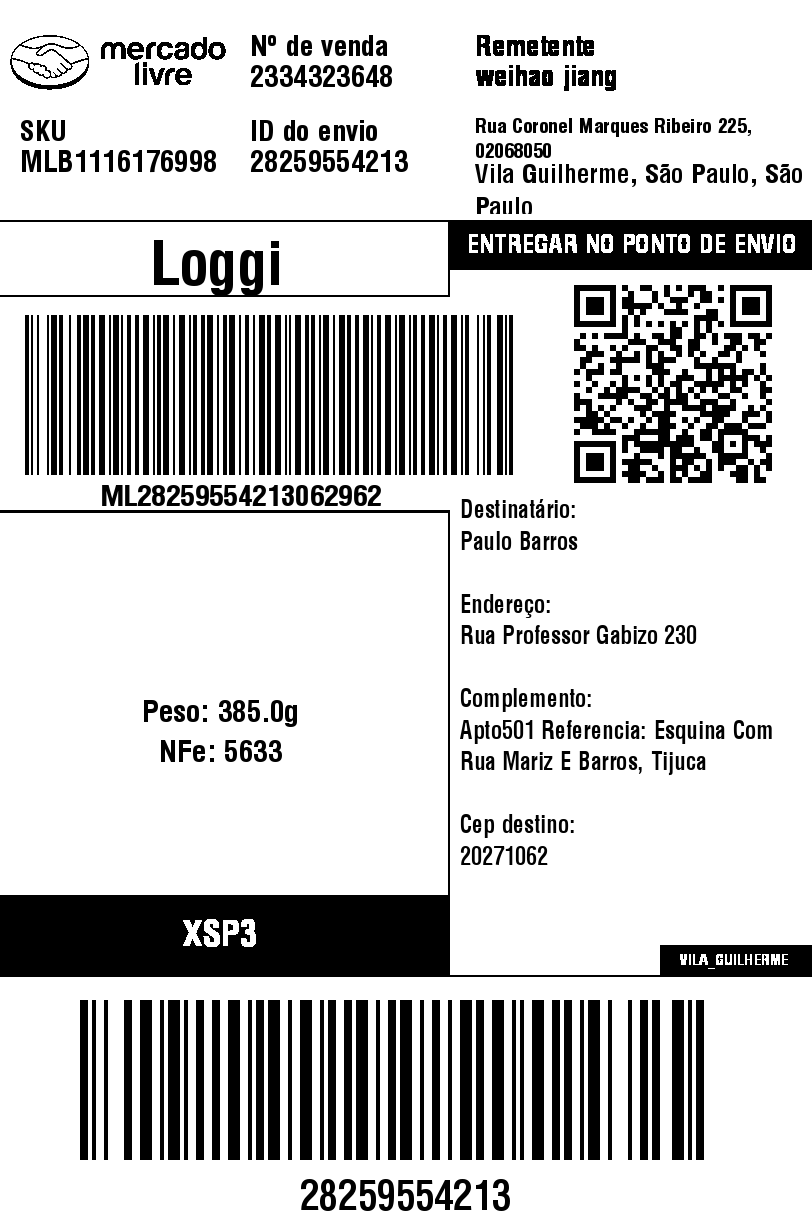 mercado
livre
Nº de venda
2334323648
Remetente
weihao jiang
SKU
MLB1116176998
ID do envio
28259554213
Rua Coronel Marques Ribeiro 225,
02068050
Vila Guilherme, São Paulo, São
Paulo
Loggi
ENTREGAR NO PONTO DE ENVIO
ML28259554213062962
Destinatário:
Paulo Barros
Endereço:
Rua Professor Gabizo 230
Complemento:
Apto501 Referencia: Esquina Com
Rua Mariz E Barros, Tijuca
Cep destino:
20271062
Peso: 385.0g
NFe: 5633
XSP3
VILA_GUILHERME
28259554213